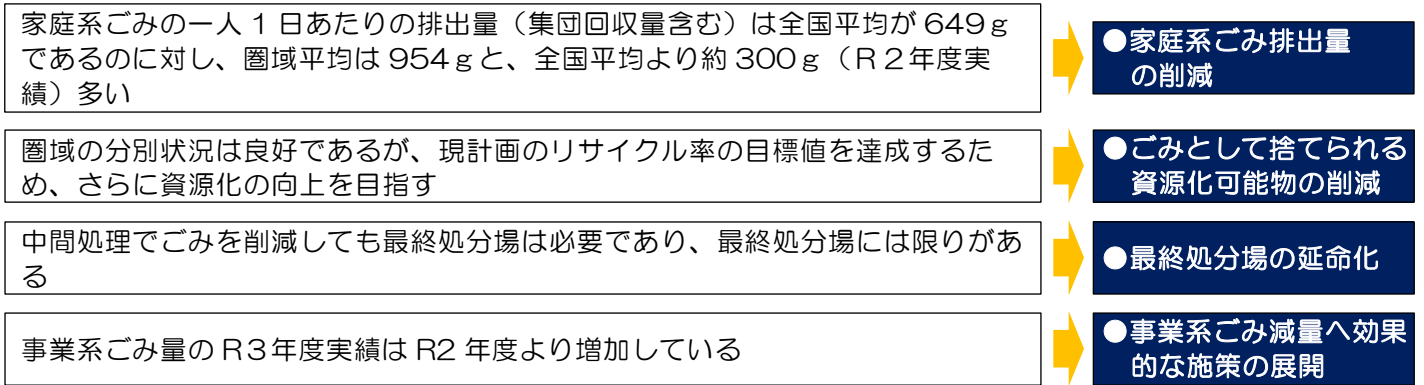 家庭系ごみの一人1日あたりの排出量（集団回収量含む）は全国平均が649ｇ
であるのに対し、圏域平均は954ｇと、全国平均より約300ｇ（R２年度実
績）多い
●家庭系ごみ排出量
の削減
圏域の分別状況は良好であるが、現計画のリサイクル率の目標値を達成するた
め、さらに資源化の向上を目指す
●ごみとして捨てられる
資源化可能物の削減
中間処理でごみを削減しても最終処分場は必要であり、最終処分場には限りがあ
る
●最終処分場の延命化
事業系ごみ量のR３年度実績はR2年度より増加している
●事業系ごみ減量へ効果
的な施策の展開